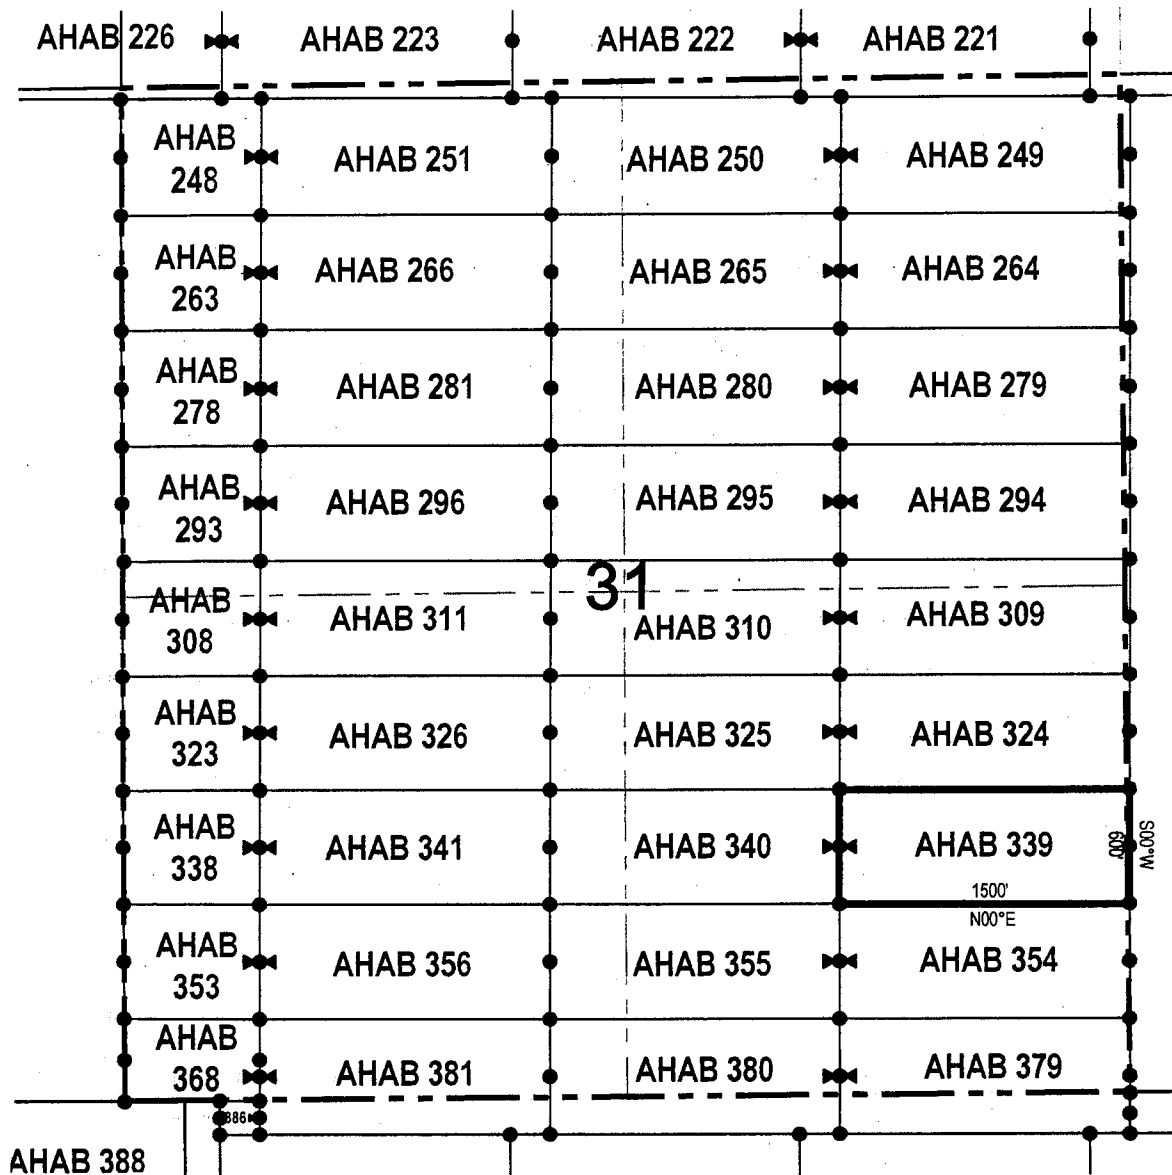 AHAB 226
AHAB 223
AHAB 222
AHAB 221
AHAB
248
AHAB 251
AHAB 250
AHAB 249
AHAB
263
AHAB 266
AHAB 265
AHAB 264
AHAB
278
AHAB 281
AHAB 280
AHAB 279
AHAB
293
AHAB 296
AHAB 295
AHAB 294
31
AHAB
308
AHAB 311
AHAB 310
AHAB 309
AHAB
323
AHAB 326
AHAB 325
AHAB 324
AHAB
338
AHAB 341
AHAB 340
AHAB 339
600'
S00°W
1500'
N00°E
AHAB
353
AHAB 356
AHAB 355
AHAB 354
AHAB
368
AHAB 381
AHAB 380
AHAB 379
386
AHAB 388